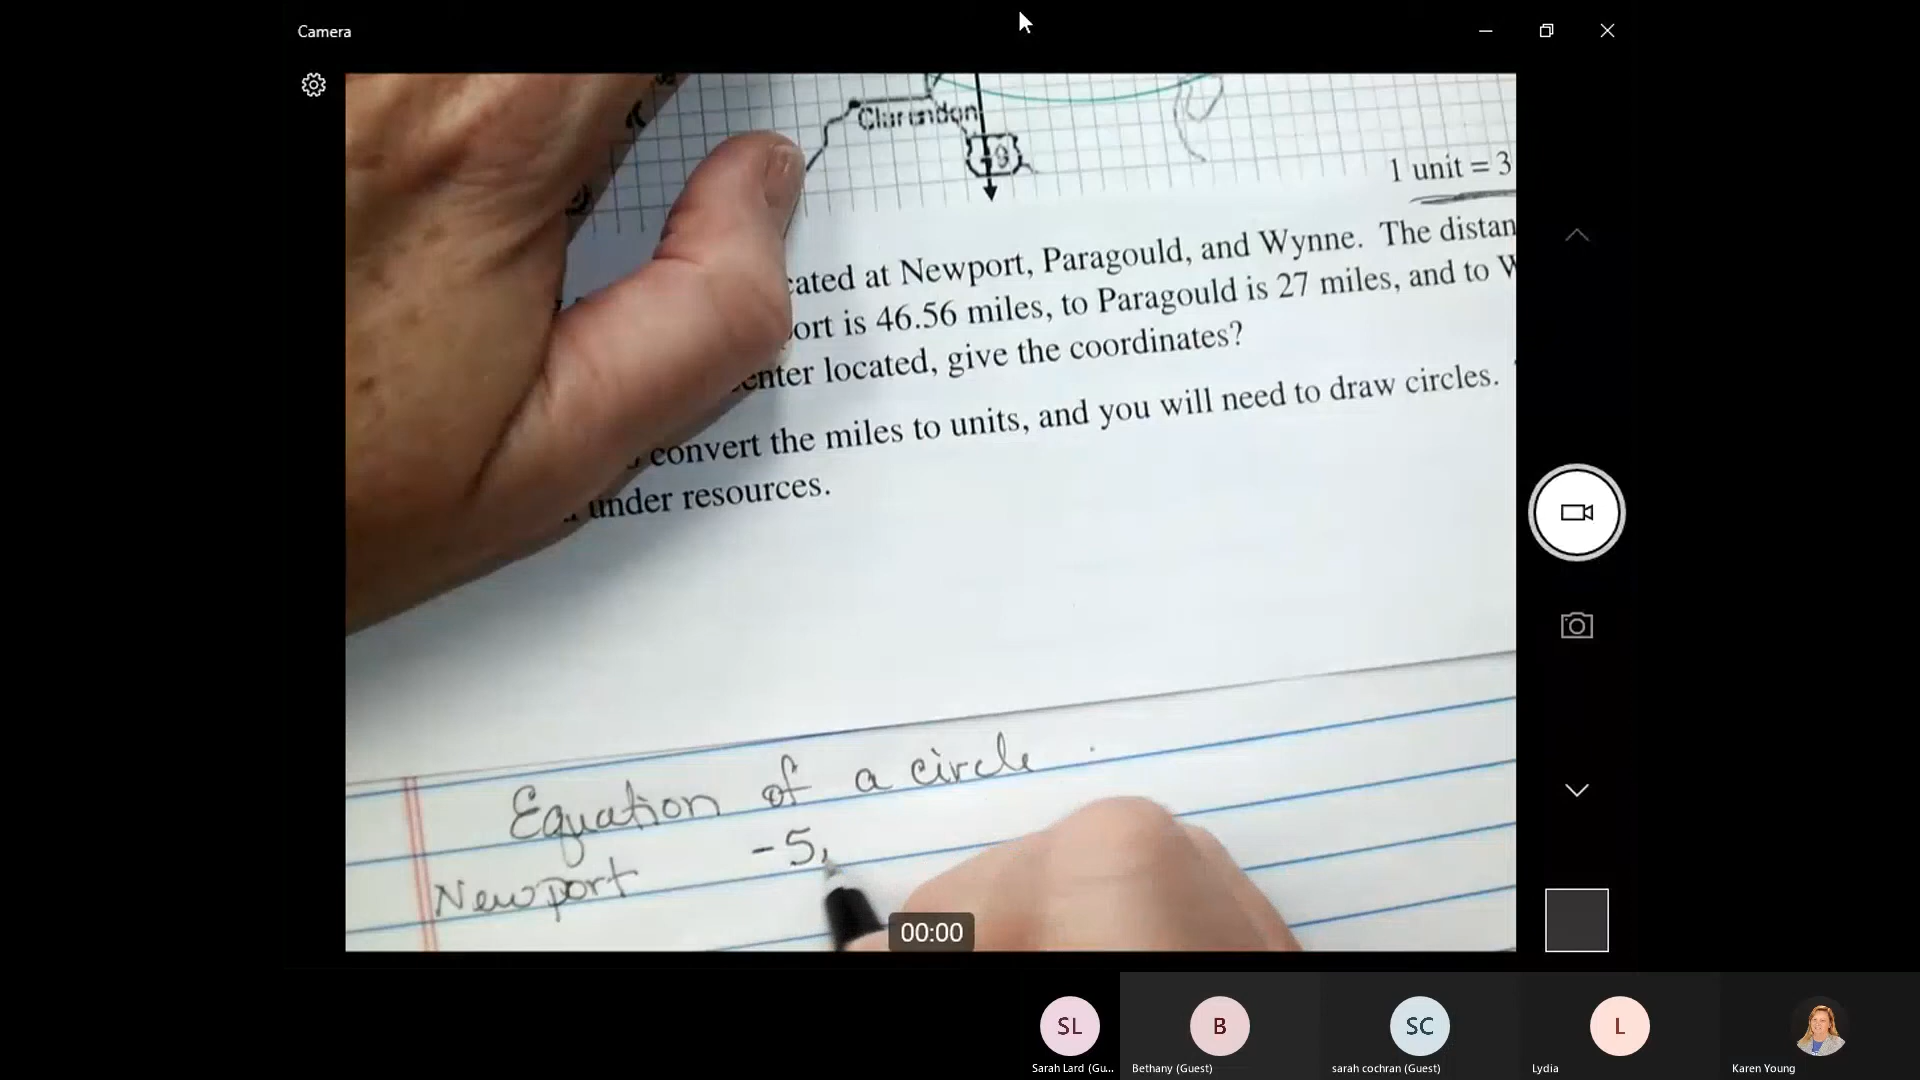 Camera
Clarendon
1 unit = 3
cated at Newport, Paragould, and Wynne. The distan
ort is 46.56 miles, to Paragould is 27 miles, and to W
enter located, give the coordinates?
convert the miles to units, and you will need to draw circles.
under resources.
Equation of a circle
Newport -5,
00:00
SL B SC L
Sarah Lard (Gu... Bethany (Guest) sarah cochran (Guest) Lydia Karen Young